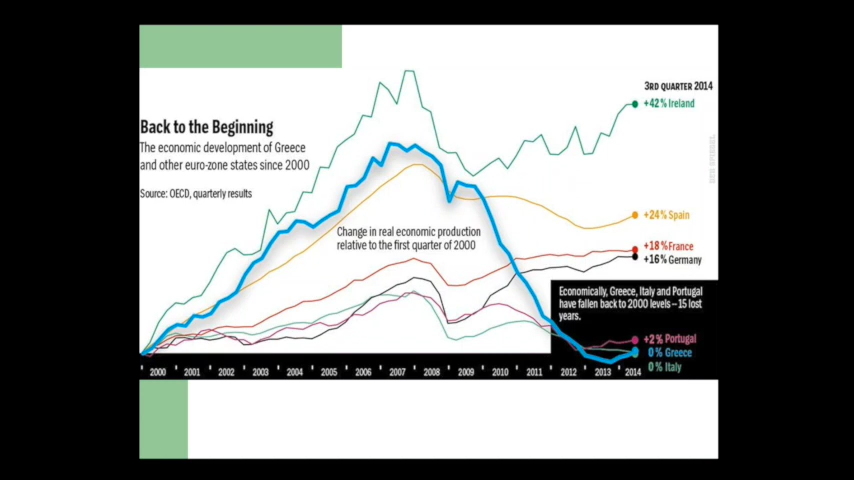 3RD QUARTER 2014
+42% Ireland
Back to the Beginning
The economic development of Greece
and other euro-zone states since 2000
Source: OECD, quarterly results
DER SPIEGEL
+24% Spain
Change in real economic production
relative to the first quarter of 2000
+18% France
+16% Germany
Economically, Greece, Italy and Portugal
have fallen back to 2000 levels – 15 lost
years.
+2% Portugal
0% Greece
0% Italy
2000 2001 2002 2003 2004 2005 2006 2007 2008 2009 2010 2011 2012 2013 2014